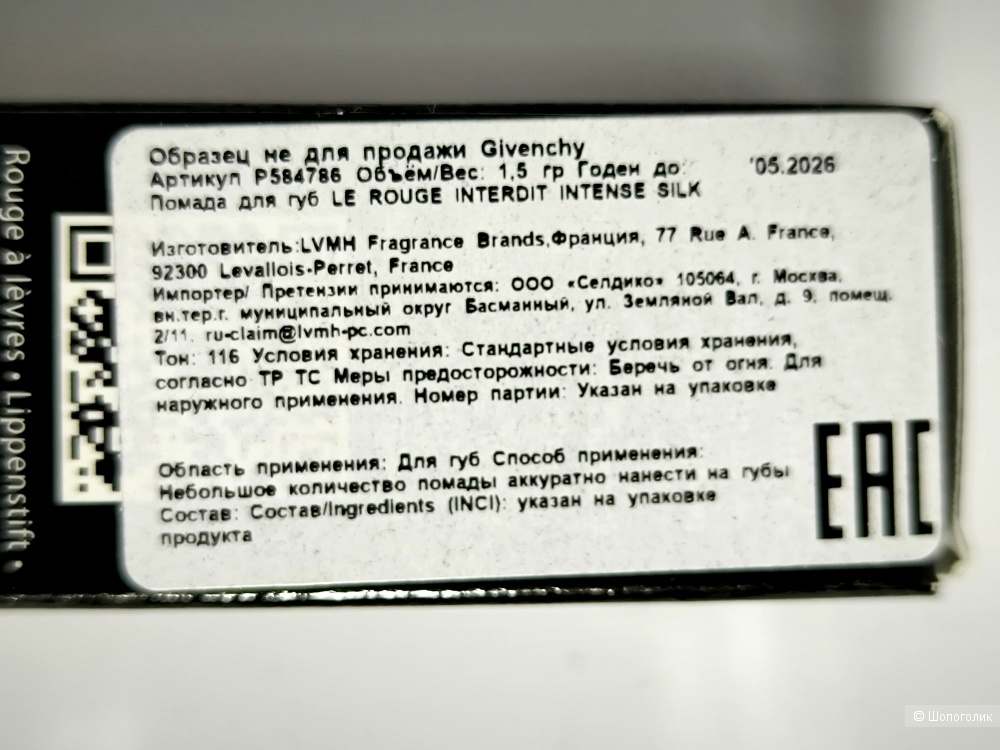 Образец не для продажи Givenchy
Артикул P584786 Объём/Вес: 1,5 гр Годен до: '05.2026
Помада для губ LE ROUGE INTERDIT INTENSE SILK
Изготовитель:LVMH Fragrance Brands,Франция, 77 Rue A. France,
92300 Levallois-Perret, France
Импортер/ Претензии принимаются: ООО «Селдико» 105064, г. Москва,
вн.тер.г. муниципальный округ Басманный, ул. Земляной Вал, д. 9, помещ.
2/11. ru-claim@lvmh-pc.com
Тон: 116 Условия хранения: Стандартные условия хранения,
согласно ТР ТС Меры предосторожности: Беречь от огня. Для
наружного применения. Номер партии: Указан на упаковке
Область применения: Для губ Способ применения:
Небольшое количество помады аккуратно нанести на губы
Состав: Состав/Ingredients (INCI): указан на упаковке
продукта
EAC
Rouge à lèvres • Lippenstift •
© Шопоголик